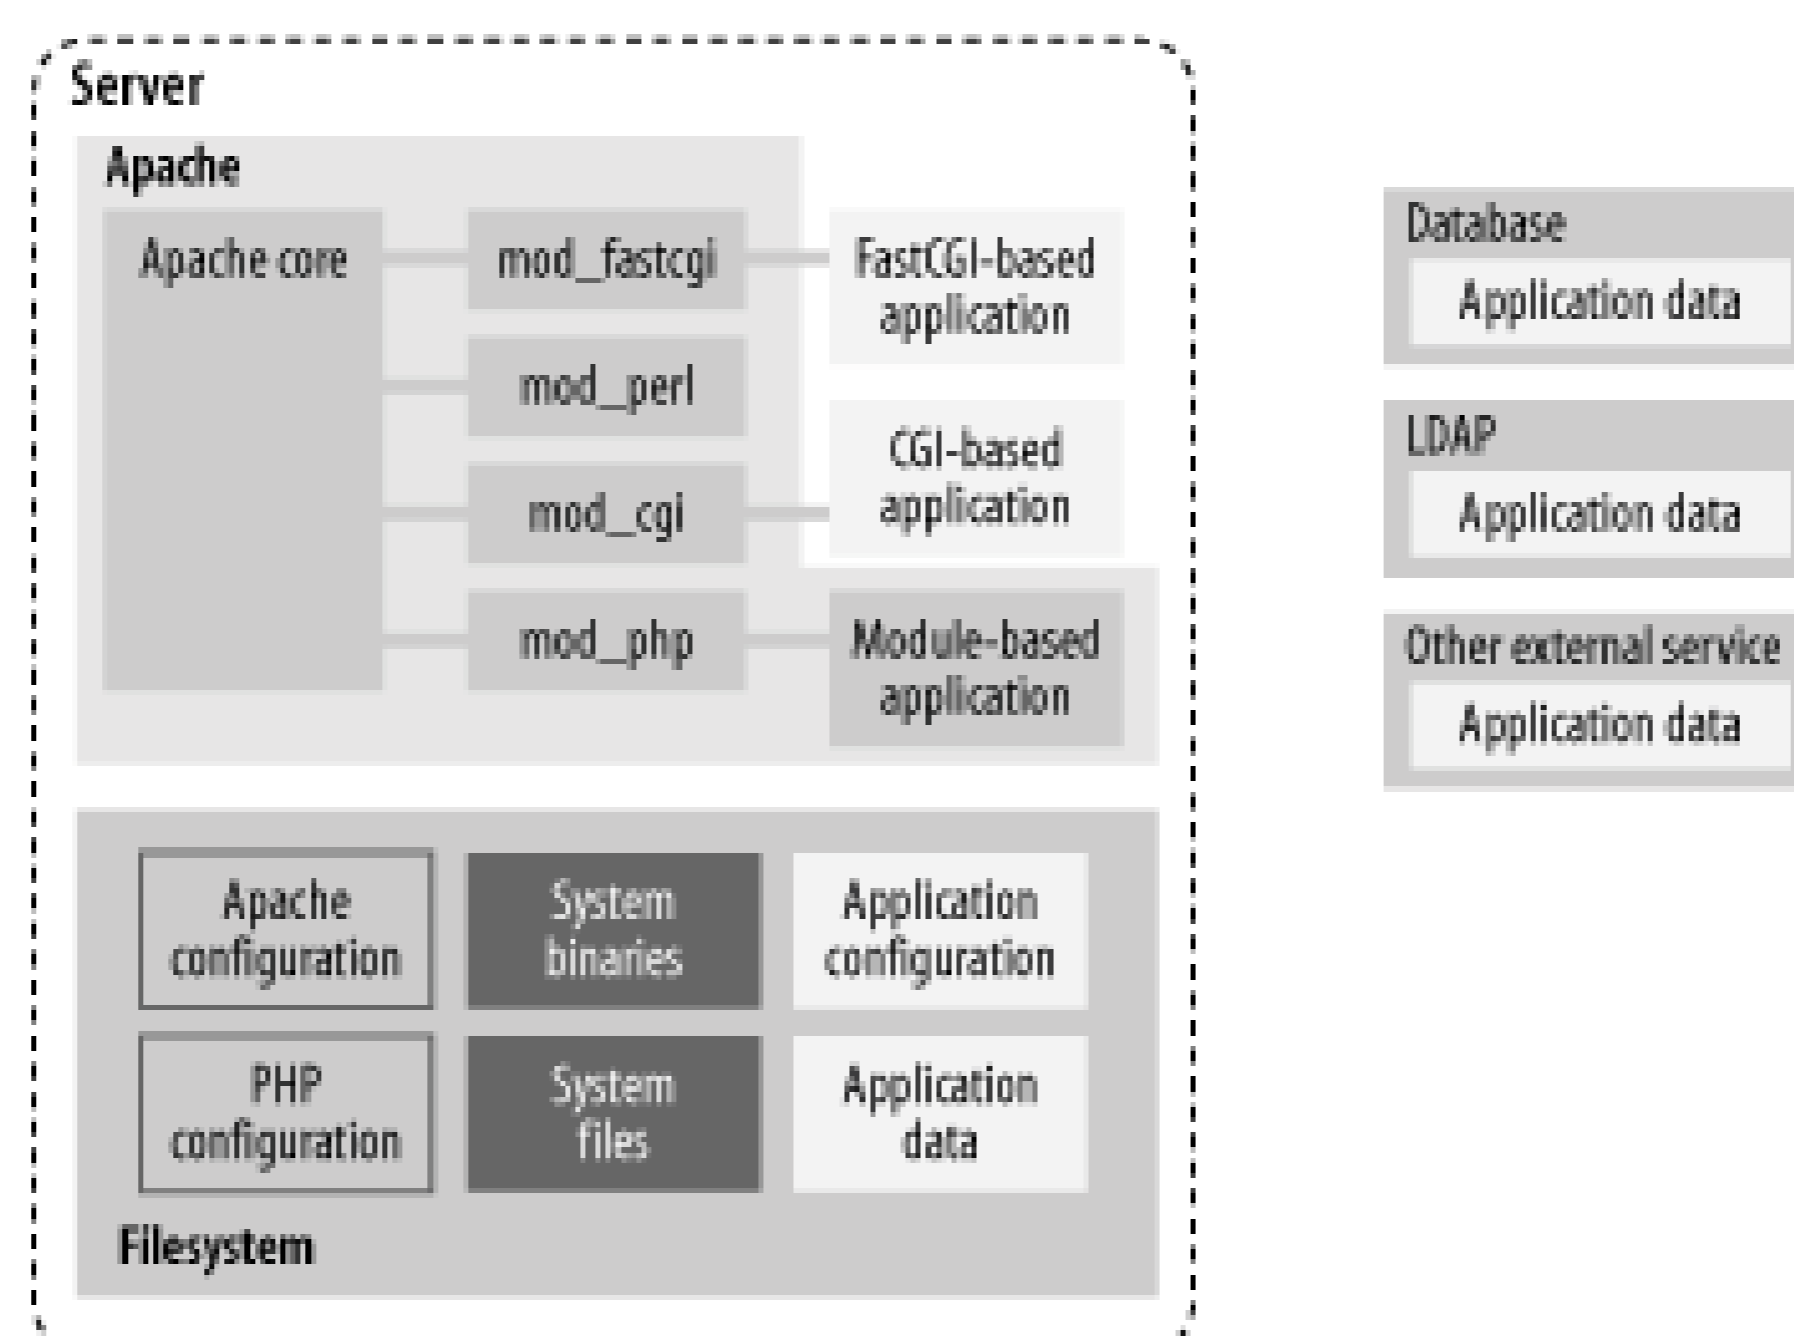 Server
Apache
Apache core
mod_fastcgi
FastCGI-based
application
mod_perl
CGI-based
application
mod_cgi
mod_php
Module-based
application
Apache
configuration
System
binaries
Application
configuration
PHP
configuration
System
files
Application
data
Filesystem
Database
Application data
LDAP
Application data
Other external service
Application data